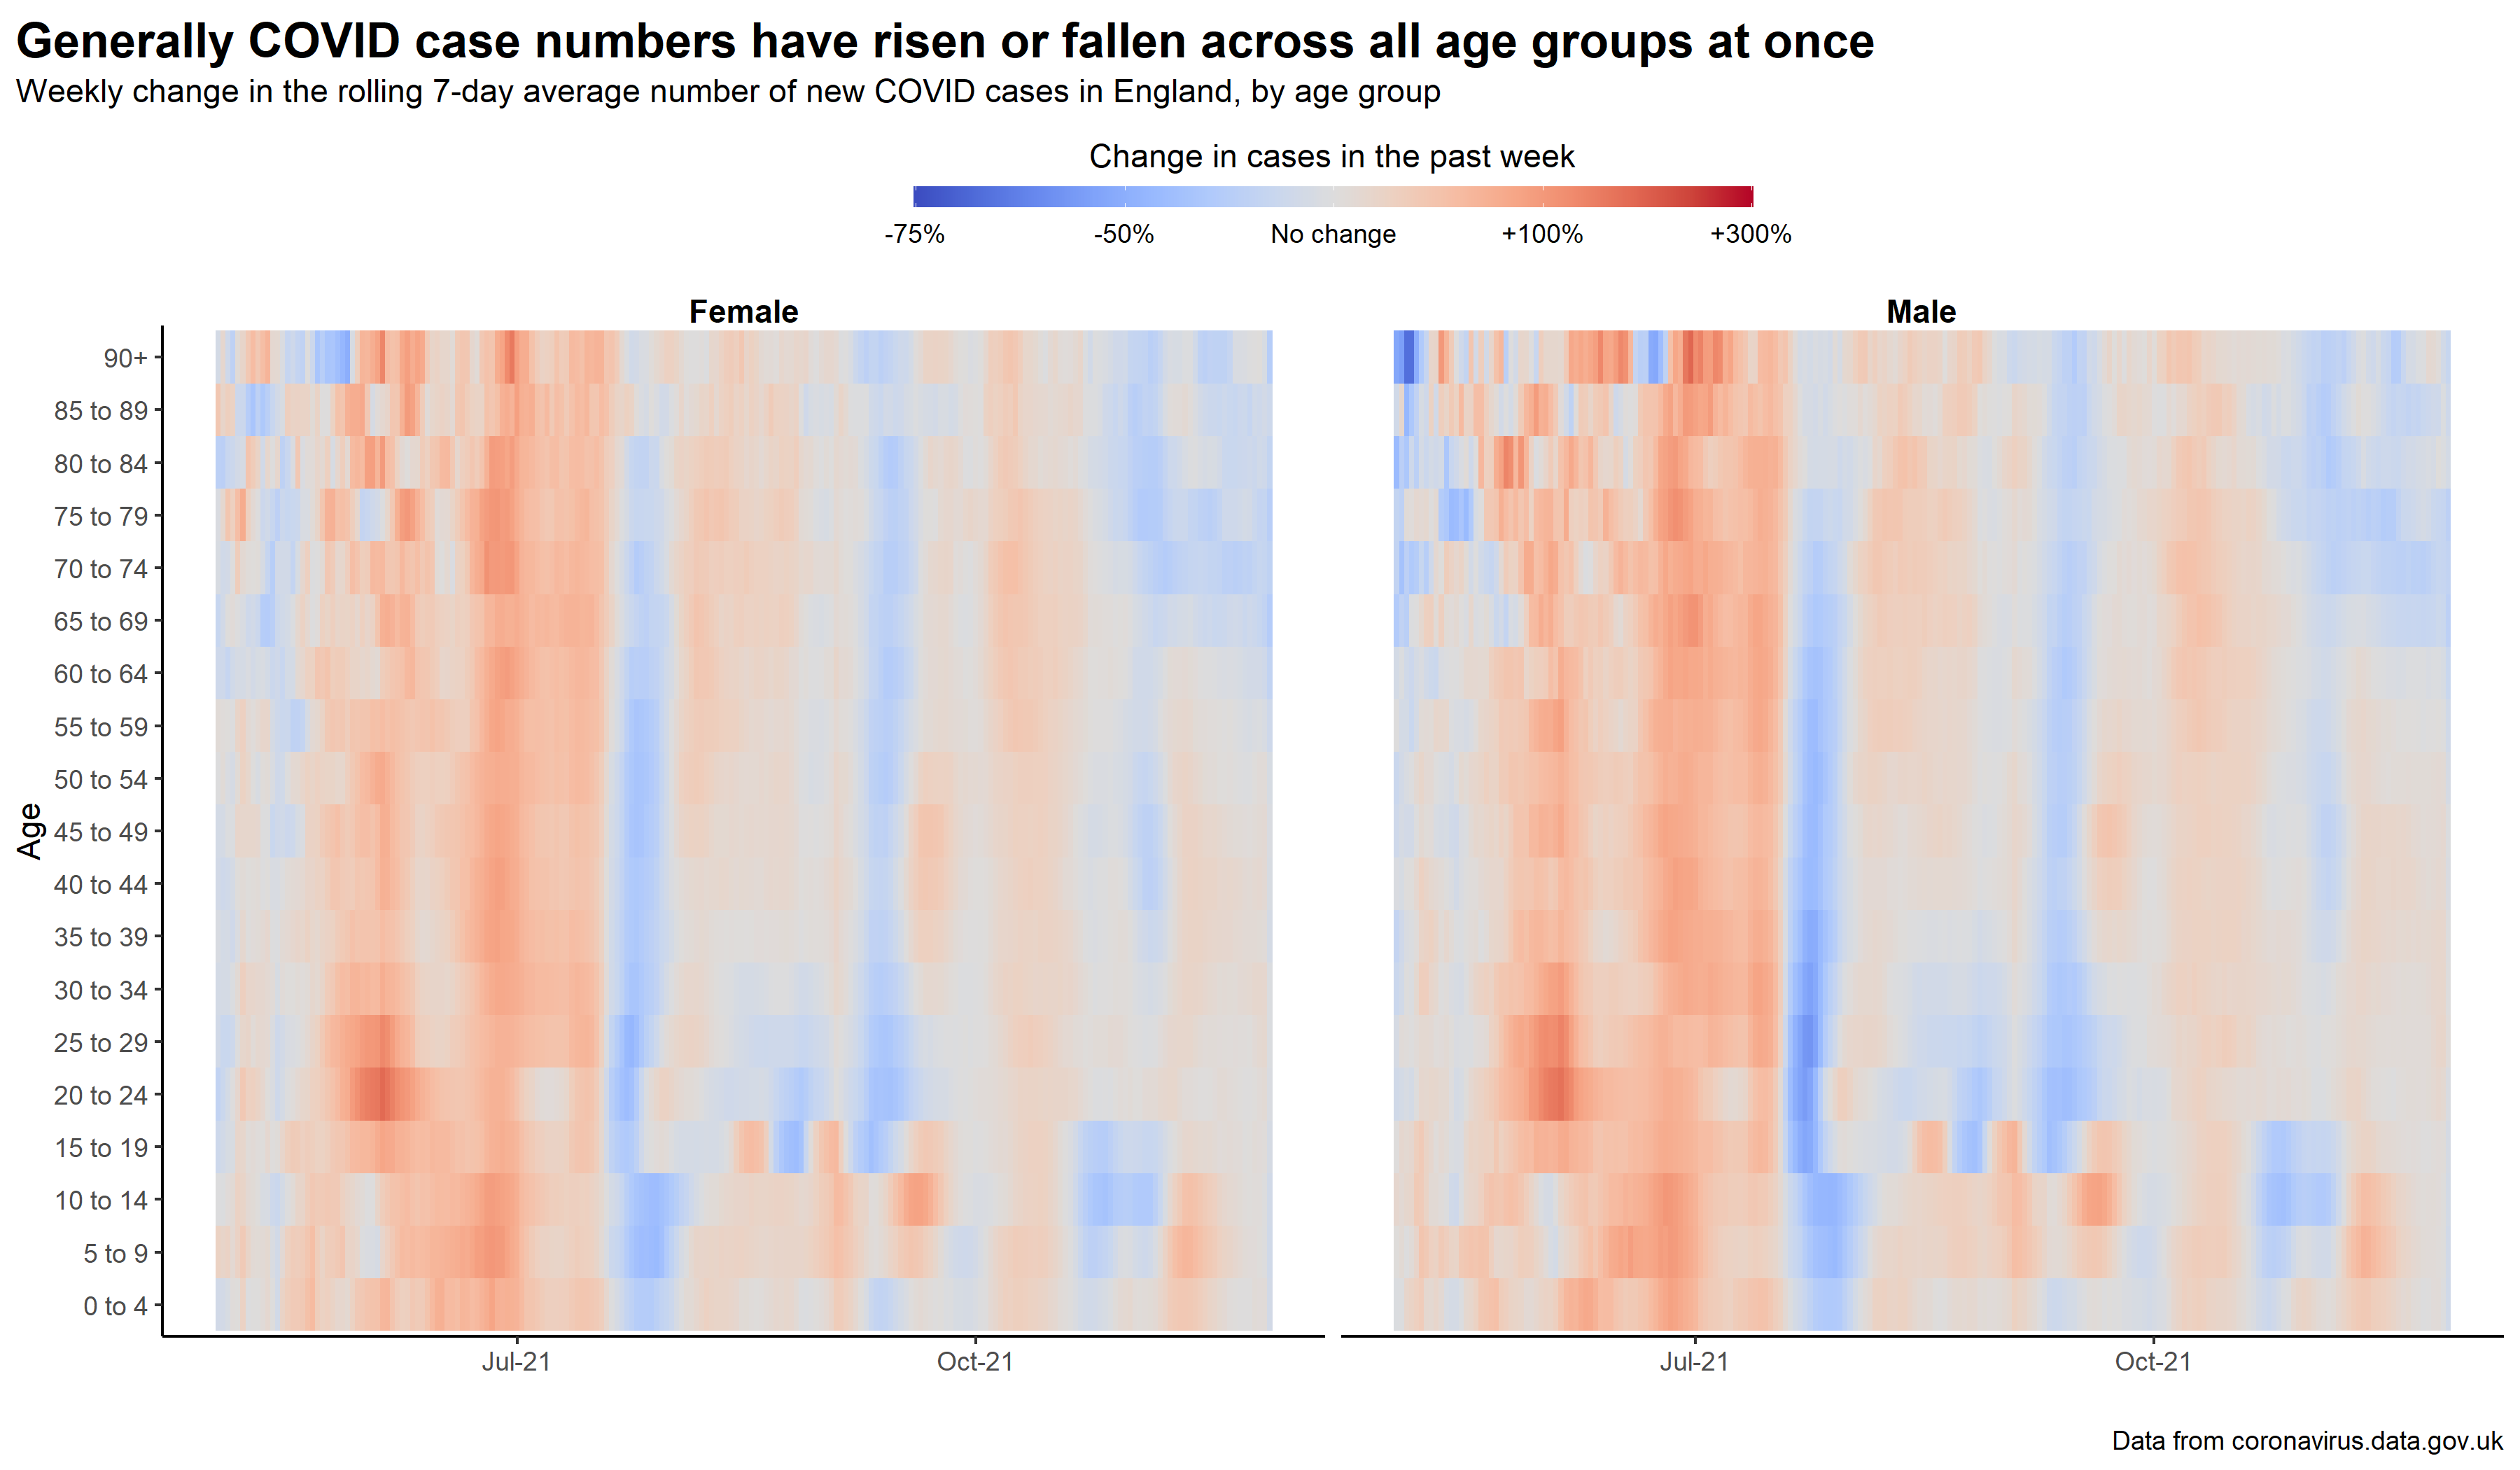 Generally COVID case numbers have risen or fallen across all age groups at once
Weekly change in the rolling 7-day average number of new COVID cases in England, by age group
Change in cases in the past week
-75% -50% No change +100% +300%
Female Male
Age
90+
85 to 89
80 to 84
75 to 79
70 to 74
65 to 69
60 to 64
55 to 59
50 to 54
45 to 49
40 to 44
35 to 39
30 to 34
25 to 29
20 to 24
15 to 19
10 to 14
5 to 9
0 to 4
Jul-21 Oct-21 Jul-21 Oct-21
Data from coronavirus.data.gov.uk